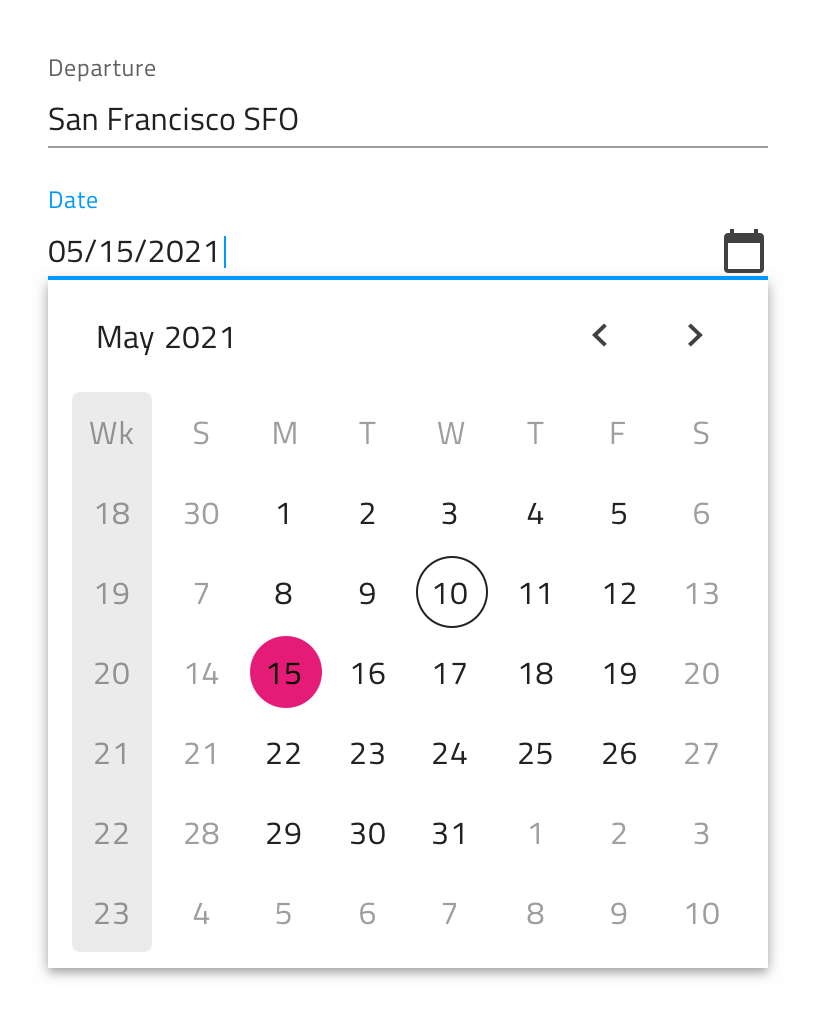 Departure
San Francisco SFO
Date
05/15/2021
May 2021
Wk S M T W T F S
18 30 1 2 3 4 5 6
19 7 8 9 10 11 12 13
20 14 15 16 17 18 19 20
21 21 22 23 24 25 26 27
22 28 29 30 31 1 2 3
23 4 5 6 7 8 9 10